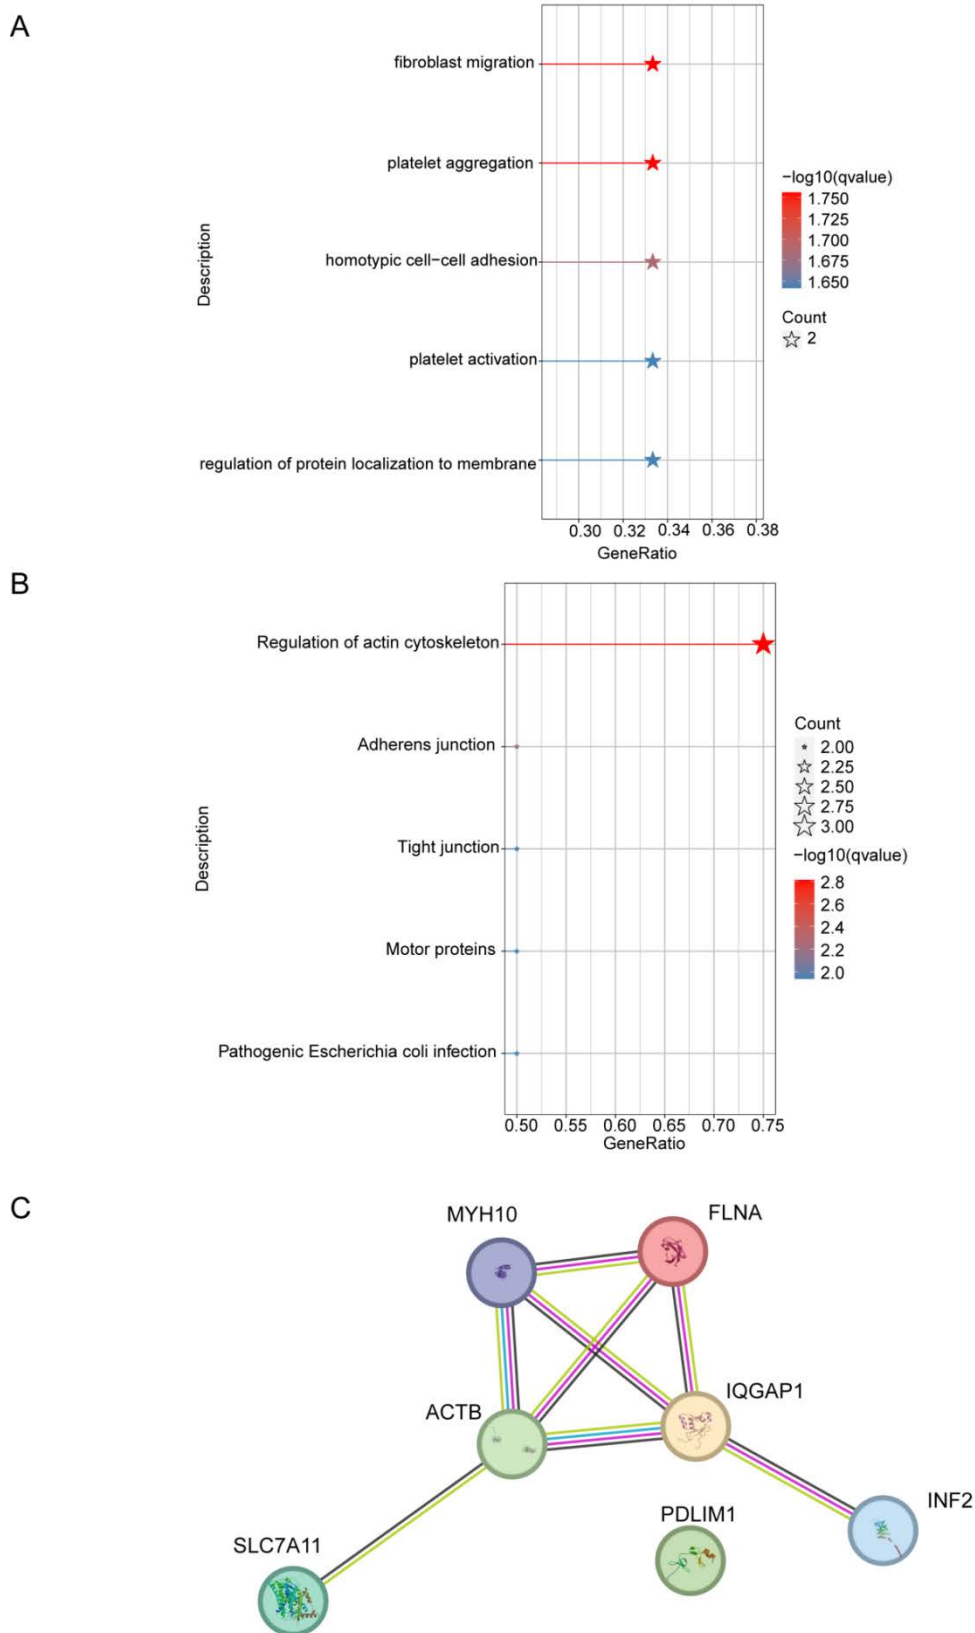 A
fibroblast migration
platelet aggregation
homotypic cell−cell adhesion
platelet activation
regulation of protein localization to membrane
Description
0.30 0.32 0.34 0.36 0.38
GeneRatio
−log10(qvalue)
1.750
1.725
1.700
1.675
1.650
Count
2
B
Regulation of actin cytoskeleton
Adherens junction
Tight junction
Motor proteins
Pathogenic Escherichia coli infection
Description
0.50 0.55 0.60 0.65 0.70 0.75
GeneRatio
Count
2.00
2.25
2.50
2.75
3.00
−log10(qvalue)
2.8
2.6
2.4
2.2
2.0
C
MYH10
FLNA
ACTB
IQGAP1
SLC7A11
PDLIM1
INF2